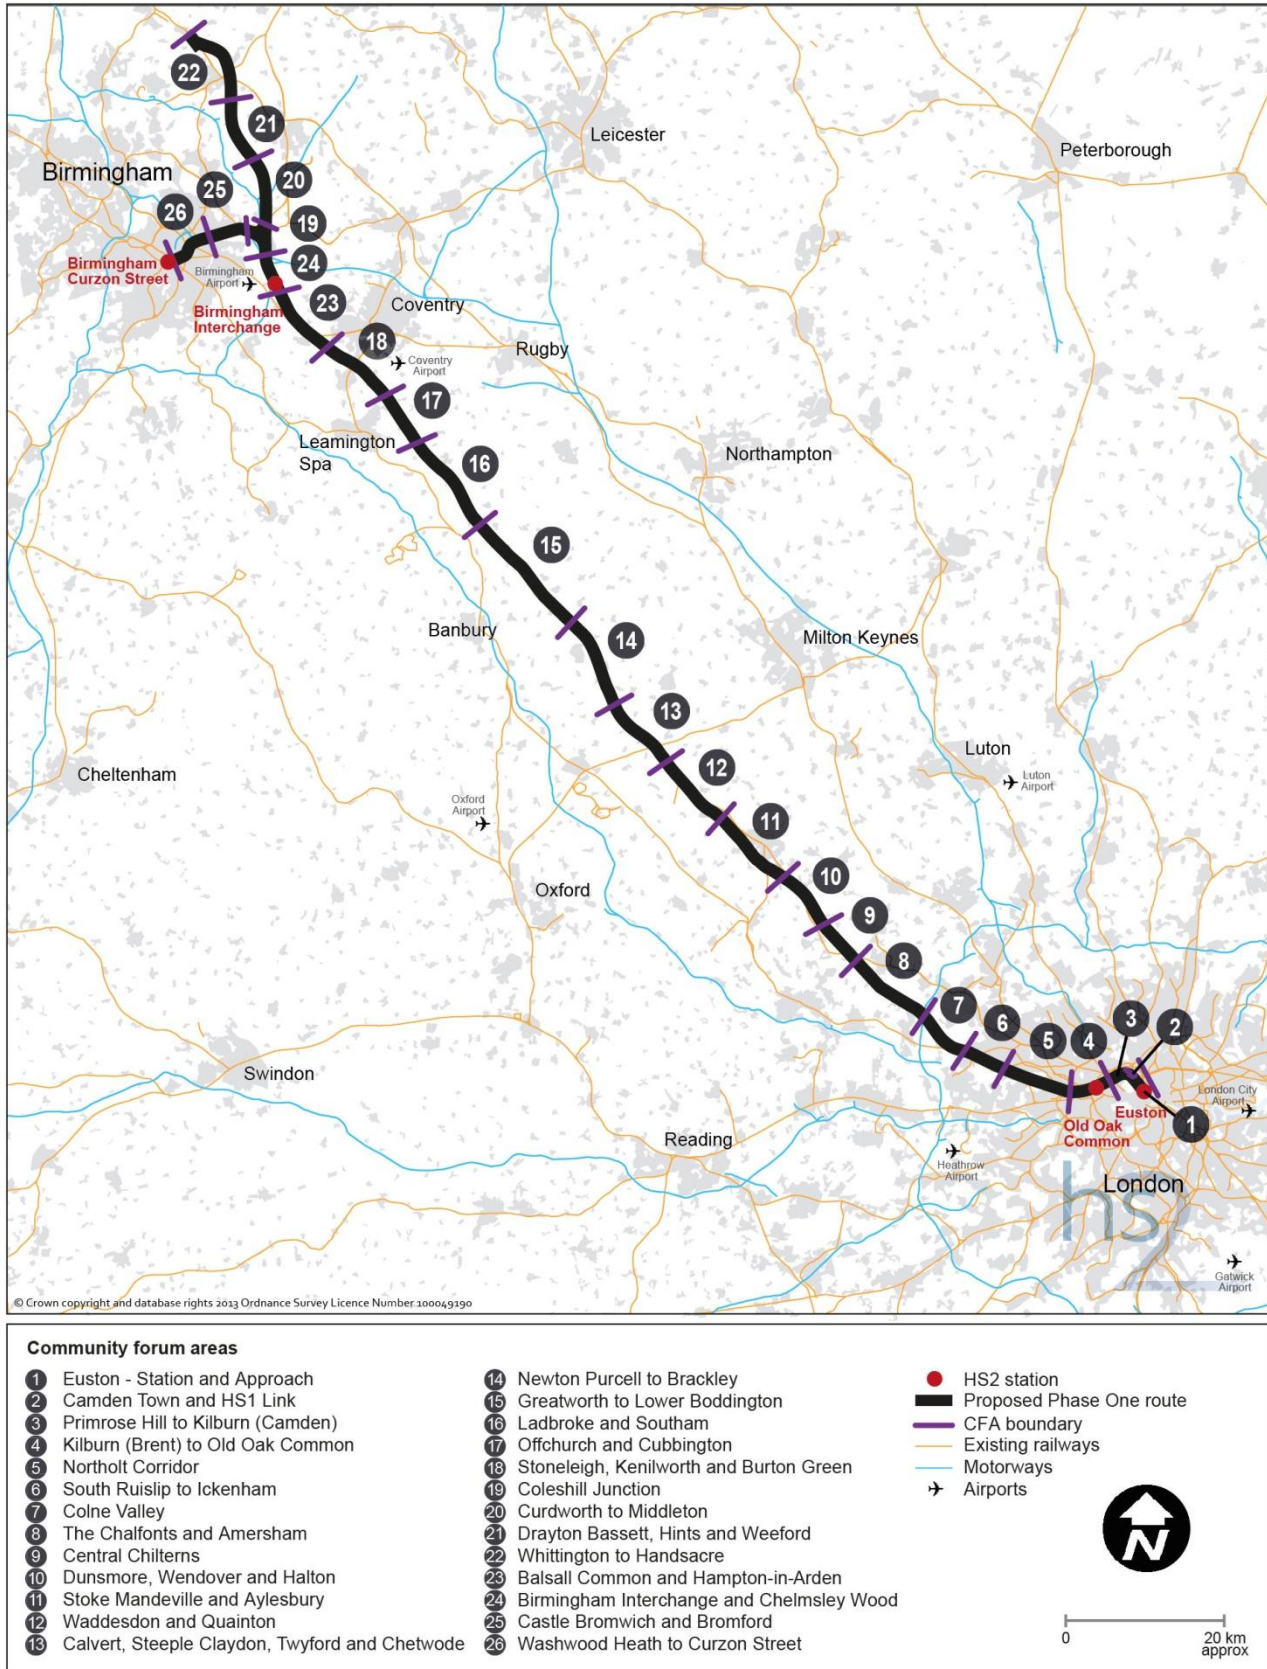 22
21
Leicester
Peterborough
Birmingham
20
25
26
19
Birmingham
Curzon Street
Birmingham
Airport
24
Birmingham
Interchange
23
Coventry
18
Coventry
Airport
Rugby
17
Leamington
Spa
16
Northampton
15
Banbury
14
Milton Keynes
13
Luton
Luton
Airport
Cheltenham
12
Oxford
Airport
11
10
Oxford
9
8
7
6
5
4
3
2
Swindon
London City
Airport
Euston
Old Oak
Common
1
Reading
Heathrow
Airport
London
hs2
Gatwick
Airport
© Crown copyright and database rights 2013 Ordnance Survey Licence Number 100049190
Community forum areas
1 Euston - Station and Approach
2 Camden Town and HS1 Link
3 Primrose Hill to Kilburn (Camden)
4 Kilburn (Brent) to Old Oak Common
5 Northolt Corridor
6 South Ruislip to Ickenham
7 Colne Valley
8 The Chalfonts and Amersham
9 Central Chilterns
10 Dunsmore, Wendover and Halton
11 Stoke Mandeville and Aylesbury
12 Waddesdon and Quainton
13 Calvert, Steeple Claydon, Twyford and Chetwode
14 Newton Purcell to Brackley
15 Greatworth to Lower Boddington
16 Ladbroke and Southam
17 Offchurch and Cubbington
18 Stoneleigh, Kenilworth and Burton Green
19 Coleshill Junction
20 Curdworth to Middleton
21 Drayton Bassett, Hints and Weeford
22 Whittington to Handsacre
23 Balsall Common and Hampton-in-Arden
24 Birmingham Interchange and Chelmsley Wood
25 Castle Bromwich and Bromford
26 Washwood Heath to Curzon Street
HS2 station
Proposed Phase One route
CFA boundary
Existing railways
Motorways
Airports
N
0 20 km
approx